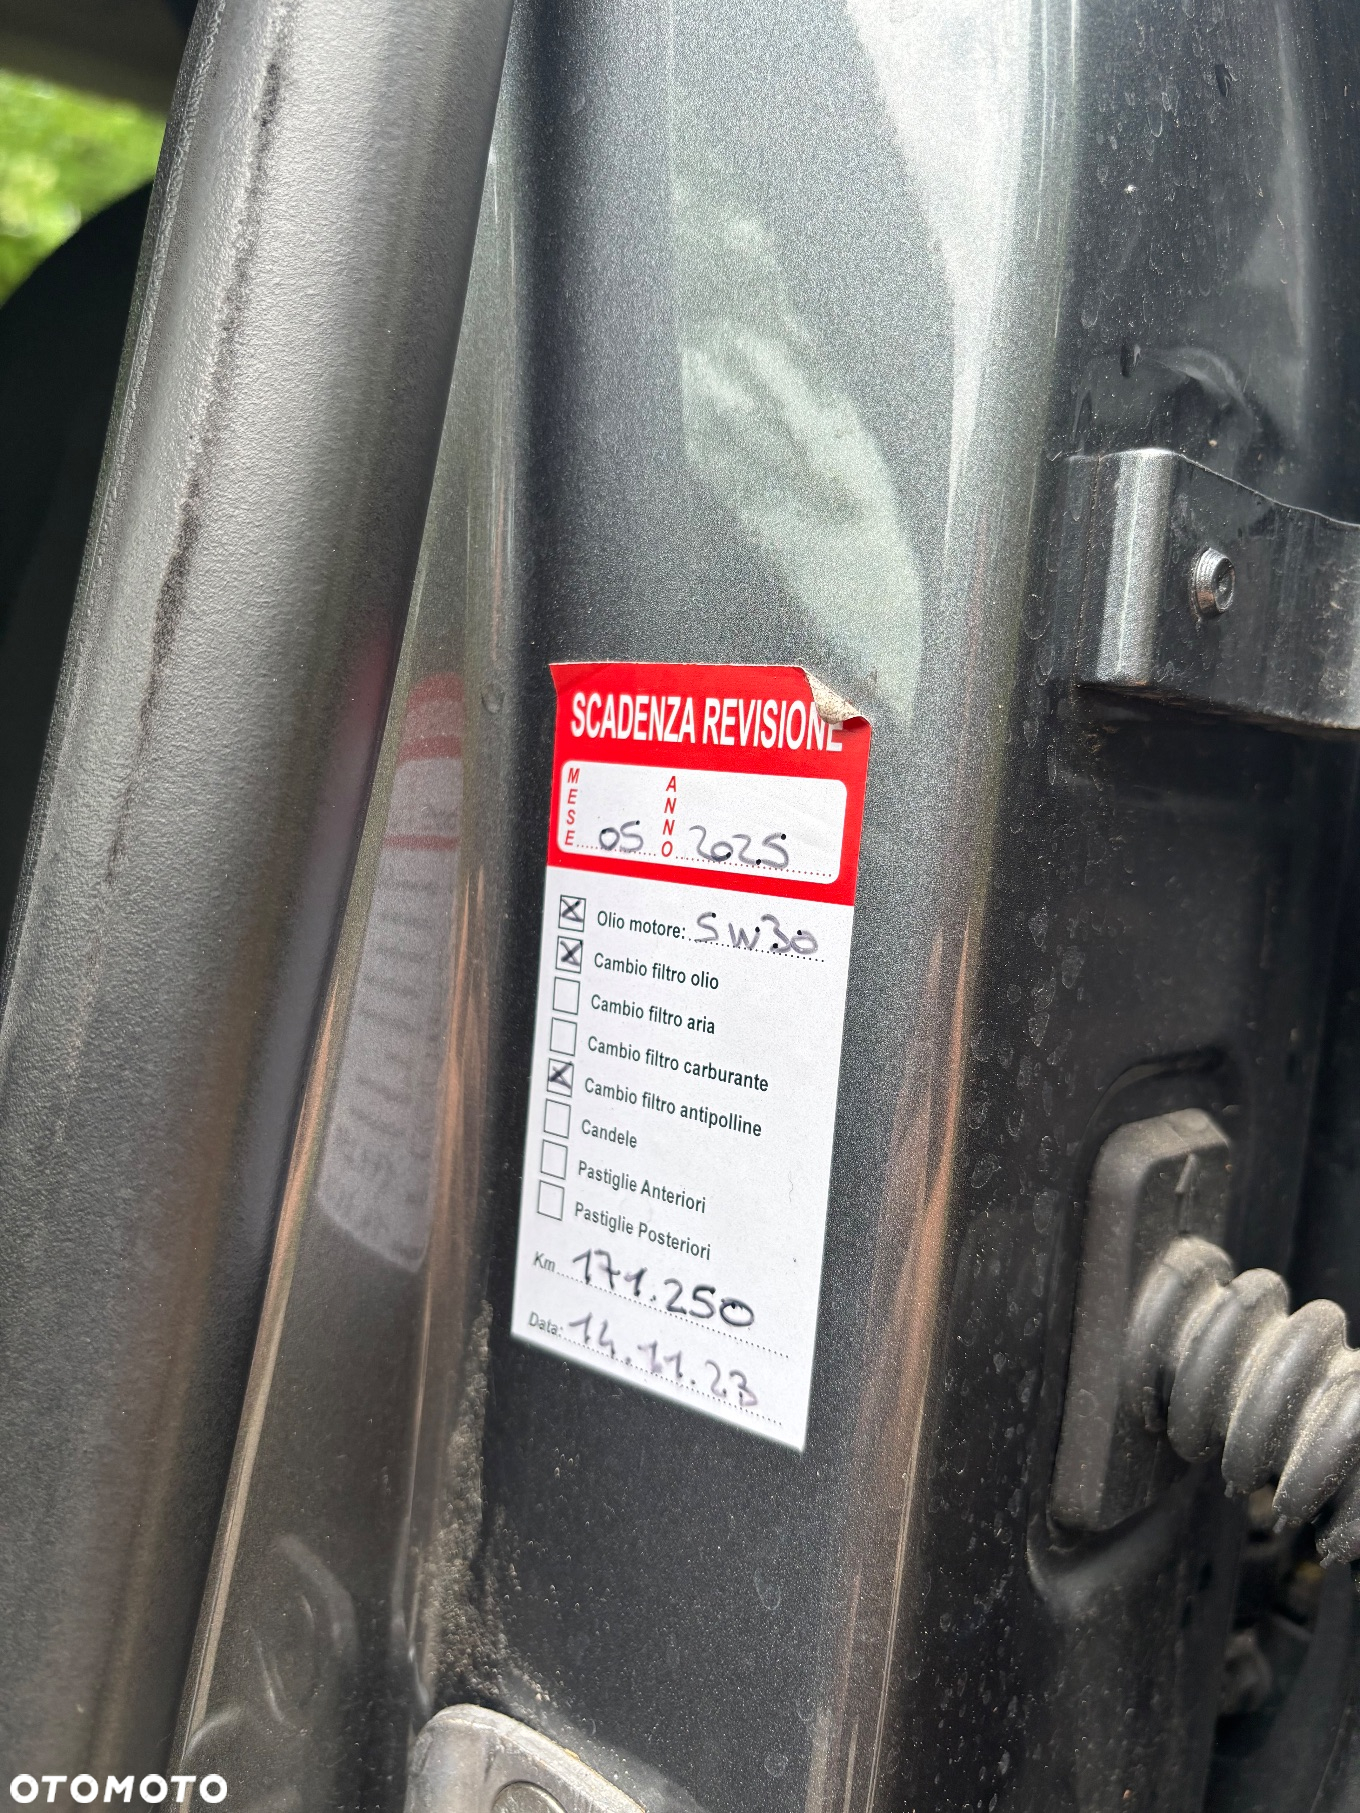 SCADENZA REVISIONE
MESE 05 ANNO 2025
Olio motore: 5W30
Cambio filtro olio
Cambio filtro aria
Cambio filtro carburante
Cambio filtro antipolline
Candele
Pastiglie Anteriori
Pastiglie Posteriori
Km 171.250
Data: 14.11.23
OTOMOTO